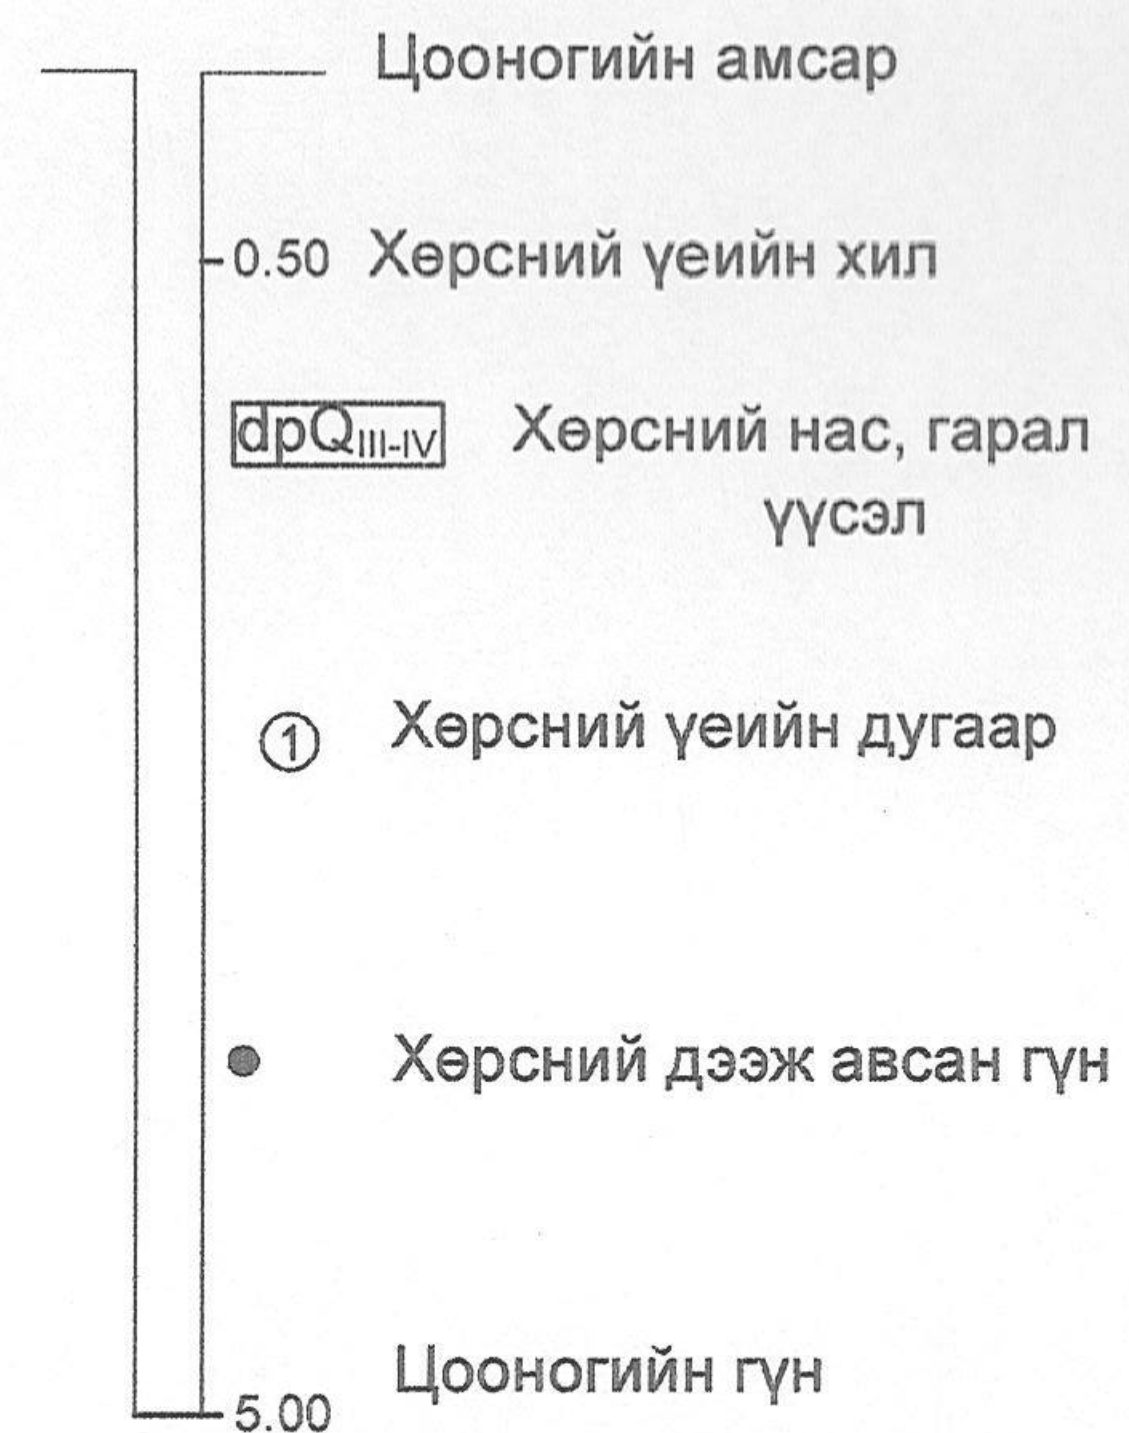 Цооногийн амсар
0.50 Хөрсний үеийн хил
dpQIII-IV Хөрсний нас, гарал
үүсэл
1 Хөрсний үеийн дугаар
Хөрсний дээж авсан гүн
Цооногийн гүн
5.00